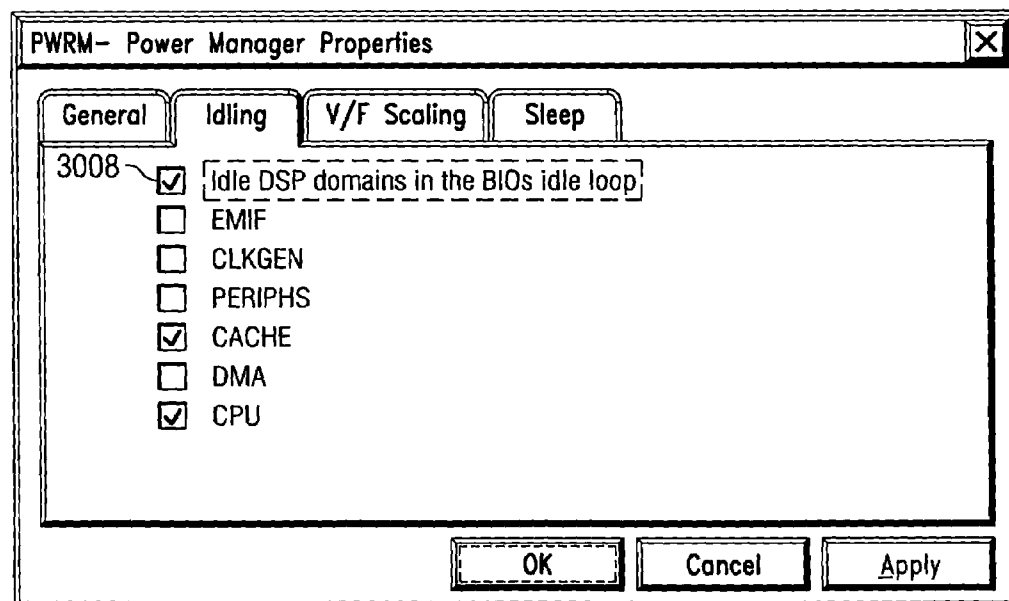 PWRM- Power Manager Properties
General Idling V/F Scaling Sleep
3008 Idle DSP domains in the BIOs idle loop
EMIF
CLKGEN
PERIPHS
CACHE
DMA
CPU
OK Cancel Apply